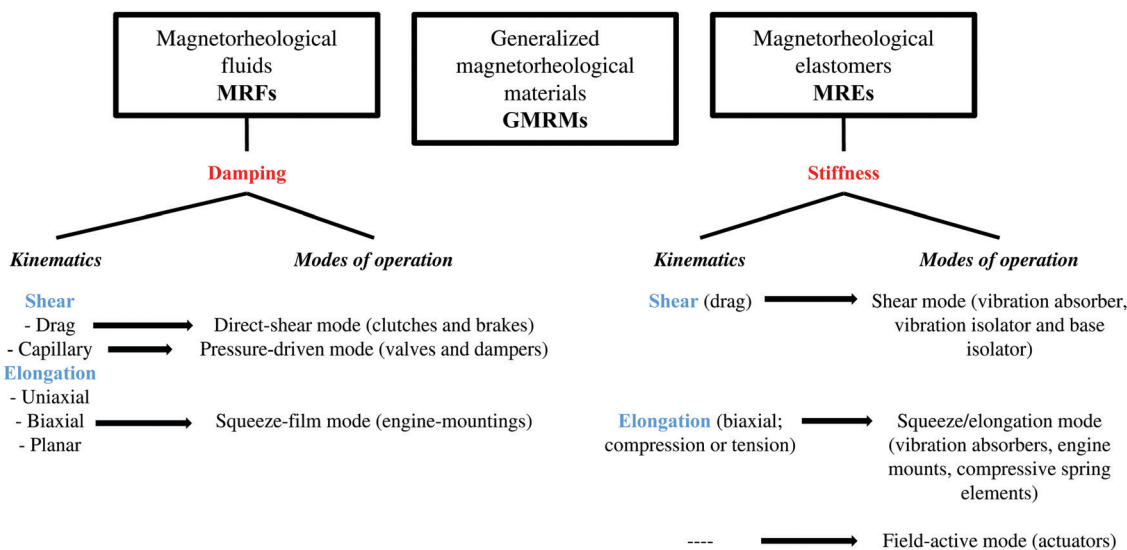 Magnetorheological
fluids
MRFs
Generalized
magnetorheological
materials
GMRMs
Magnetorheological
elastomers
MREs
Damping
Stiffness
Kinematics
Modes of operation
Kinematics
Modes of operation
Shear
- Drag
Direct-shear mode (clutches and brakes)
- Capillary
Pressure-driven mode (valves and dampers)
Elongation
- Uniaxial
- Biaxial
Squeeze-film mode (engine-mountings)
- Planar
Shear (drag)
Shear mode (vibration absorber,
vibration isolator and base
isolator)
Elongation (biaxial;
compression or tension)
Squeeze/elongation mode
(vibration absorbers, engine
mounts, compressive spring
elements)
----
Field-active mode (actuators)